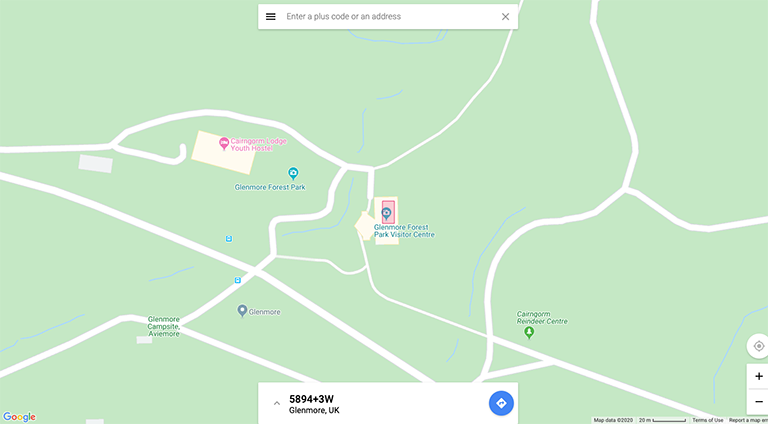 Enter a plus code or an address
Cairngorm Lodge
Youth Hostel
Glenmore Forest Park
Glenmore Forest
Park Visitor Centre
Glenmore
Glenmore
Campsite,
Aviemore
Cairngorm
Reindeer Centre
5894+3W
Glenmore, UK
Google
Map data ©2020
20 m
Terms of Use
Report a map er